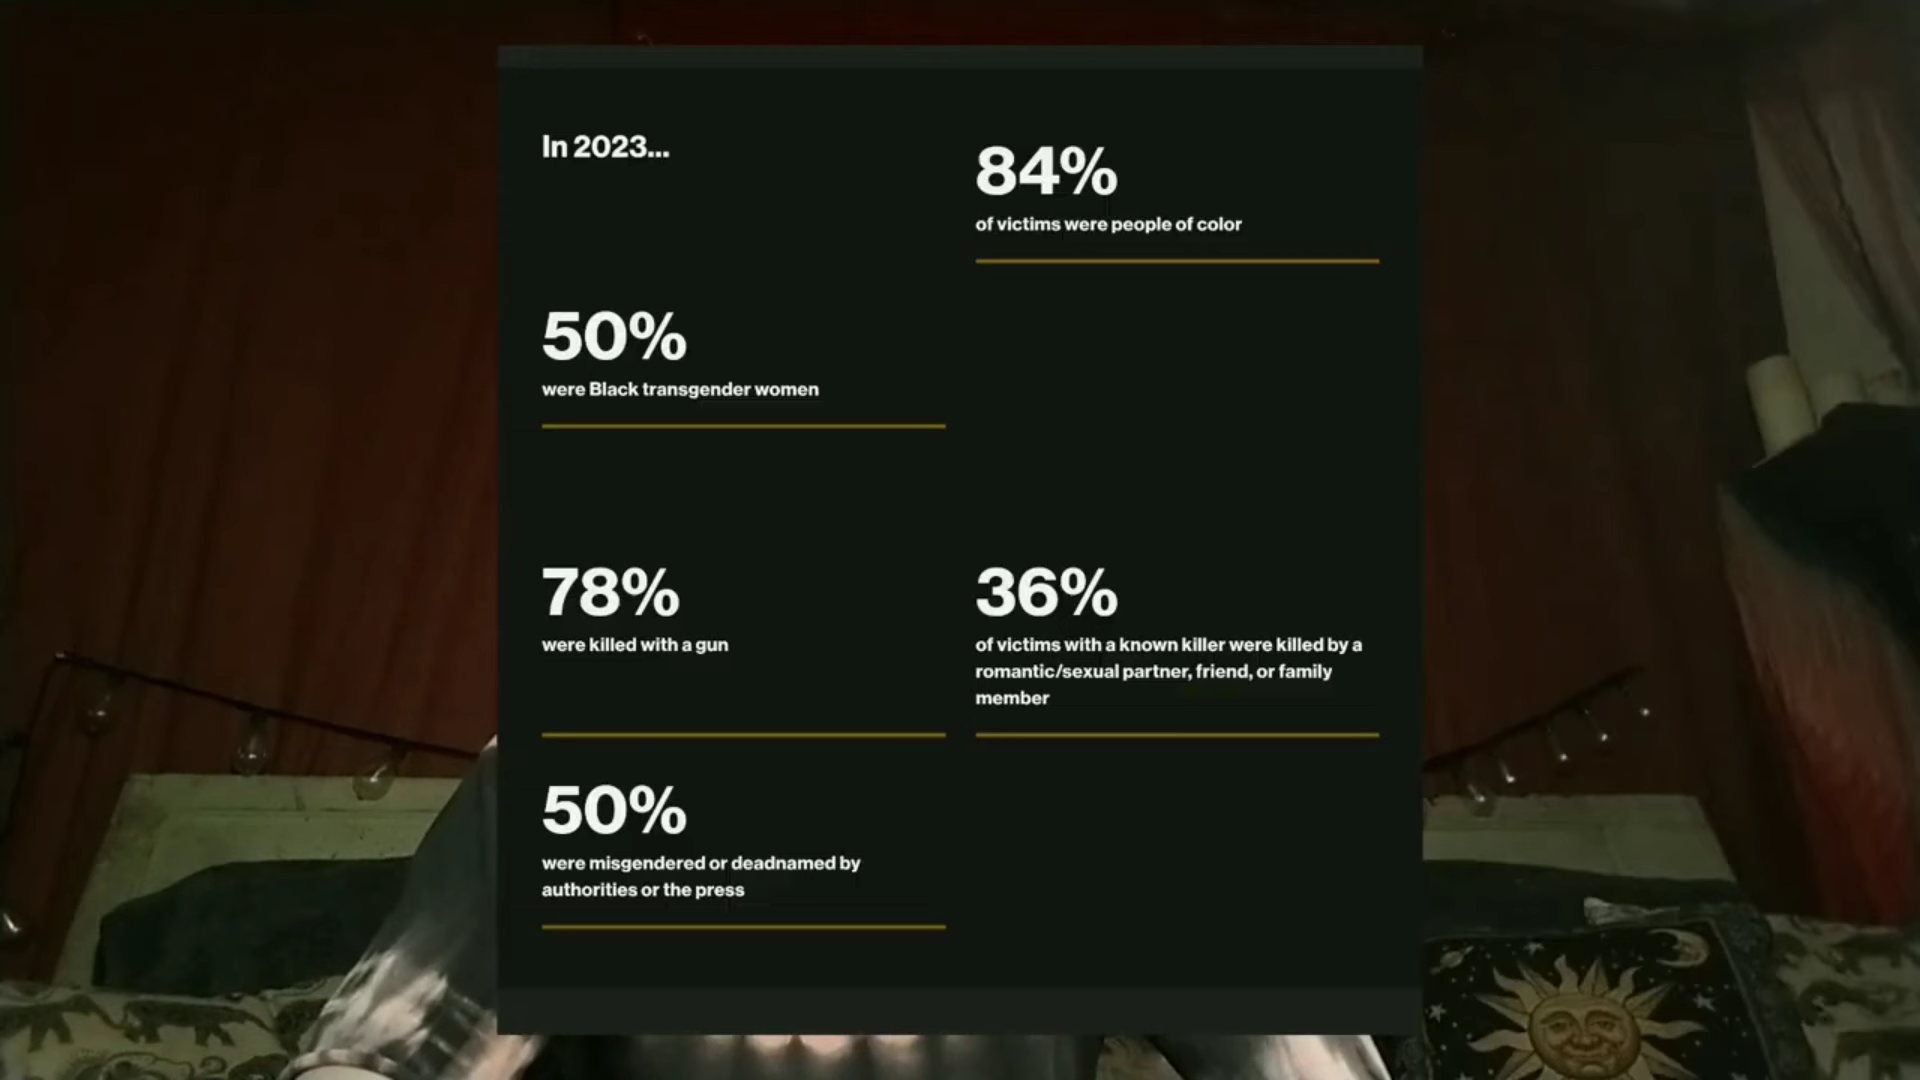 In 2023...
84%
of victims were people of color
50%
were Black transgender women
78%
were killed with a gun
36%
of victims with a known killer were killed by a
romantic/sexual partner, friend, or family
member
50%
were misgendered or deadnamed by
authorities or the press